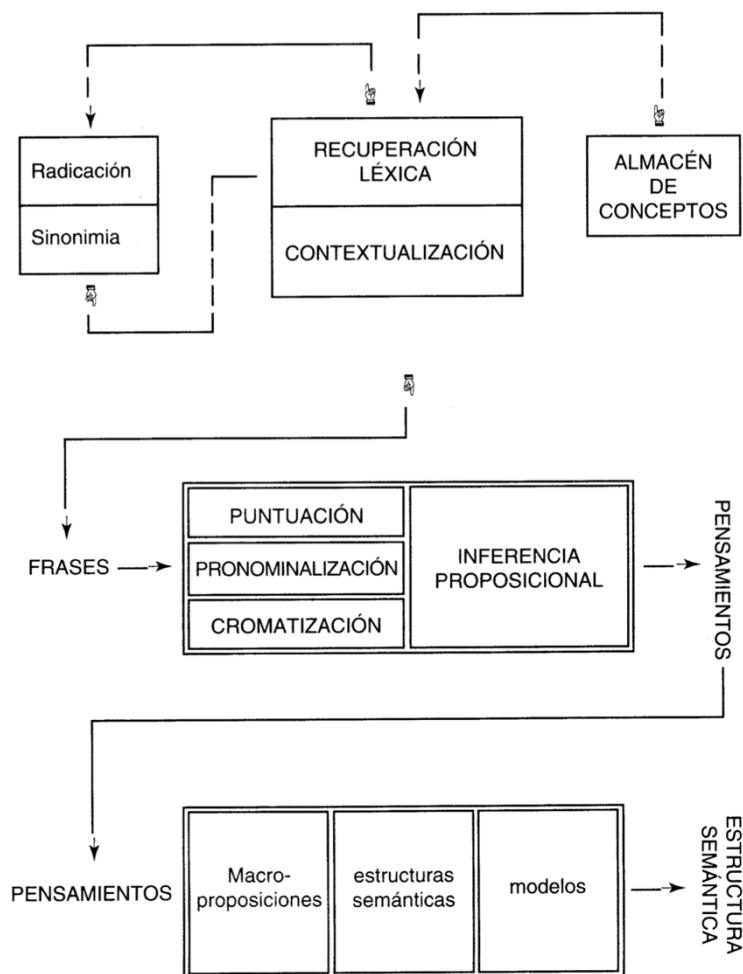 Radicación
Sinonimia
RECUPERACIÓN
LÉXICA
CONTEXTUALIZACIÓN
ALMACÉN
DE
CONCEPTOS
FRASES
PUNTUACIÓN
PRONOMINALIZACIÓN
CROMATIZACIÓN
INFERENCIA
PROPOSICIONAL
PENSAMIENTOS
PENSAMIENTOS
Macro-
proposiciones
estructuras
semánticas
modelos
ESTRUCTURA
SEMÁNTICA